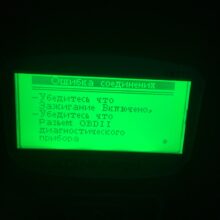 Ошибка соединения
-Убедитесь что
Зажигание Включено,
-Убедитесь что
Разъем OBDII
диагностического
прибора